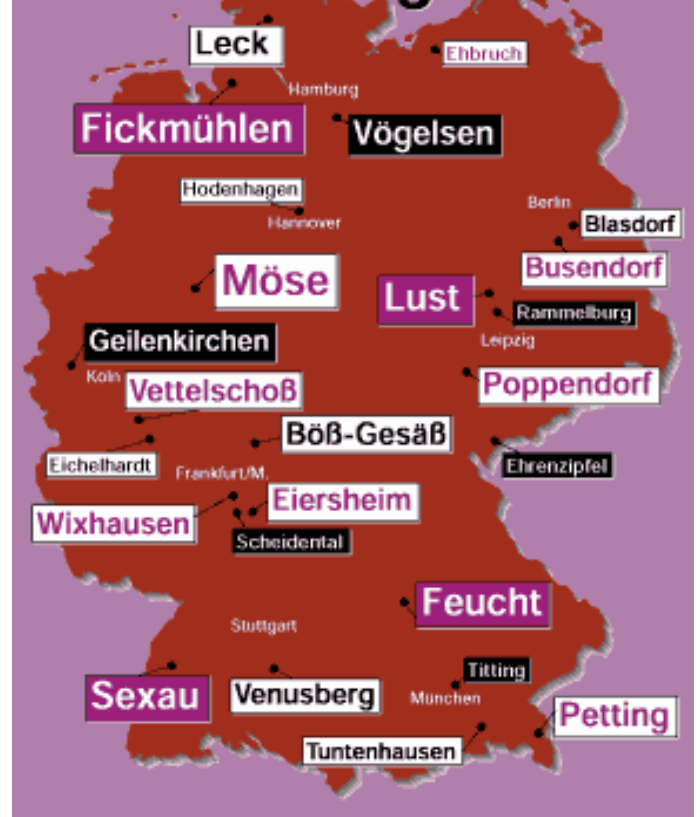 Leck
Ehbruch
Hamburg
Fickmühlen
Vögelsen
Hodenhagen
Hannover
Berlin
Blasdorf
Busendorf
Möse
Lust
Rammelburg
Leipzig
Geilenkirchen
Köln
Vettelschoß
Poppendorf
Böß-Gesäß
Eichelhardt
Frankfurt/M.
Ehrenzipfel
Eiersheim
Wixhausen
Scheidental
Feucht
Stuttgart
Titting
Sexau
Venusberg
München
Petting
Tuntenhausen